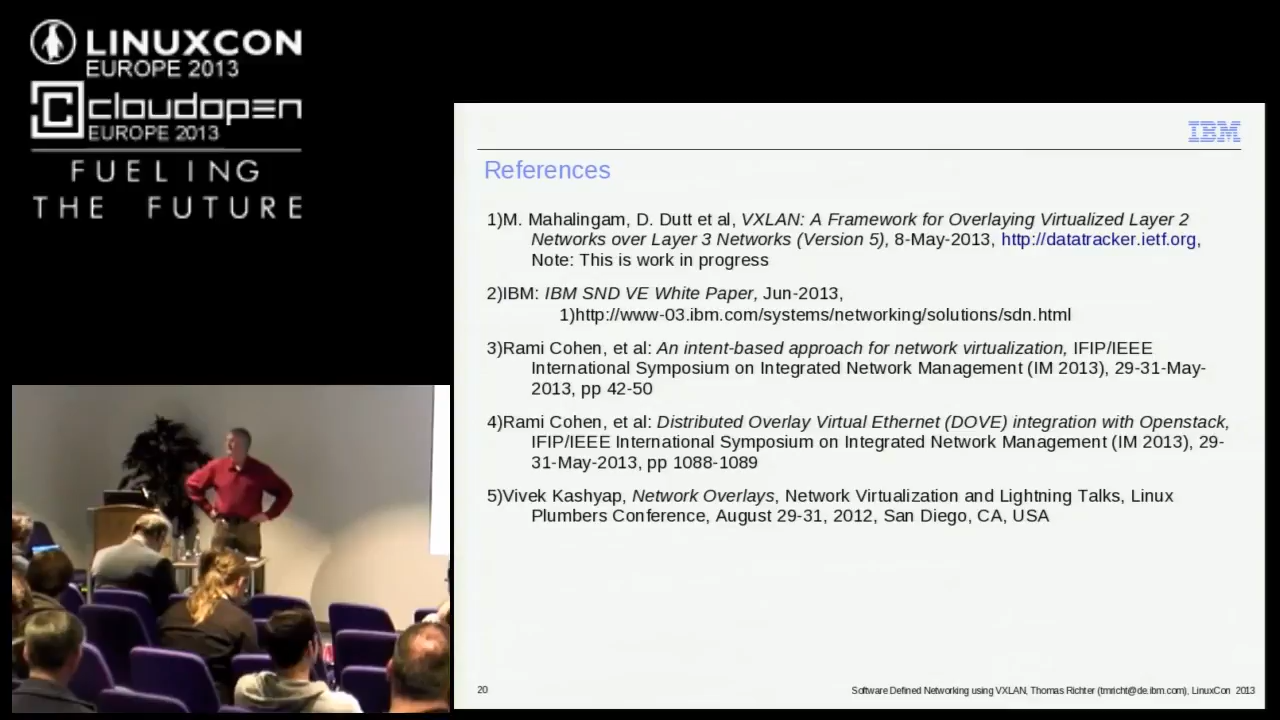 LINUXCON
EUROPE 2013
cloudopen
EUROPE 2013
FUELING
THE FUTURE
IBM
References
1)M. Mahalingam, D. Dutt et al, VXLAN: A Framework for Overlaying Virtualized Layer 2
Networks over Layer 3 Networks (Version 5), 8-May-2013, http://datatracker.ietf.org,
Note: This is work in progress
2)IBM: IBM SND VE White Paper, Jun-2013,
1)http://www-03.ibm.com/systems/networking/solutions/sdn.html
3)Rami Cohen, et al: An intent-based approach for network virtualization, IFIP/IEEE
International Symposium on Integrated Network Management (IM 2013), 29-31-May-
2013, pp 42-50
4)Rami Cohen, et al: Distributed Overlay Virtual Ethernet (DOVE) integration with Openstack,
IFIP/IEEE International Symposium on Integrated Network Management (IM 2013), 29-
31-May-2013, pp 1088-1089
5)Vivek Kashyap, Network Overlays, Network Virtualization and Lightning Talks, Linux
Plumbers Conference, August 29-31, 2012, San Diego, CA, USA
20
Software Defined Networking using VXLAN, Thomas Richter (tmricht@de.ibm.com), LinuxCon 2013